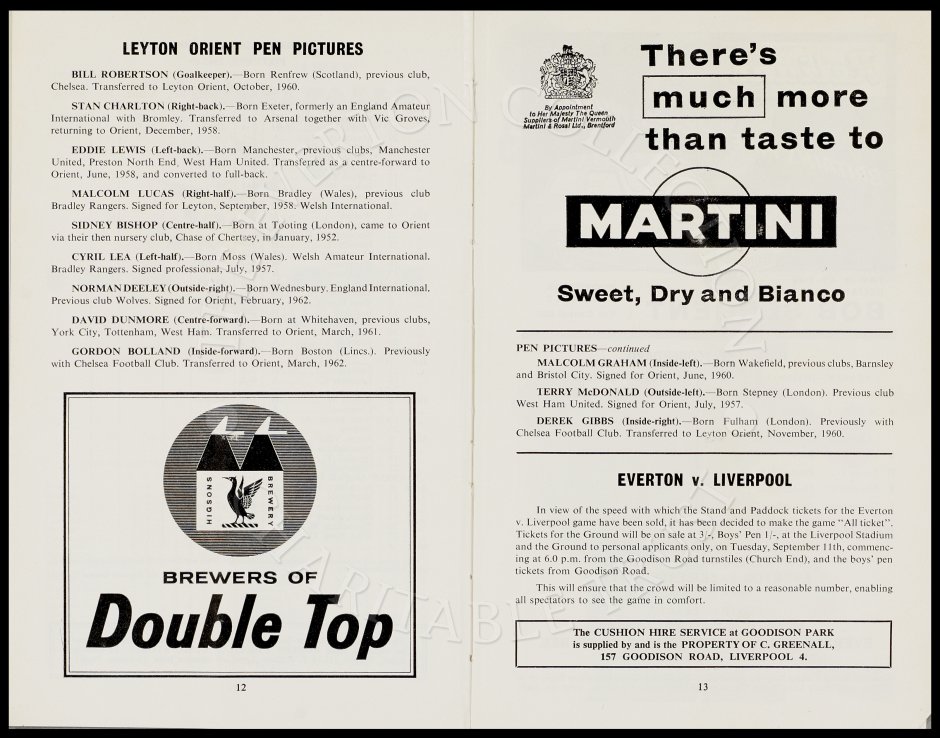 LEYTON ORIENT PEN PICTURES
BILL ROBERTSON (Goalkeeper).—Born Renfrew (Scotland), previous club,
Chelsea. Transferred to Leyton Orient, October, 1960.
STAN CHARLTON (Right-back).—Born Exeter, formerly an England Amateur
International with Bromley. Transferred to Arsenal together with Vic Groves,
returning to Orient, December, 1958.
EDDIE LEWIS (Left-back).—Born Manchester, previous clubs, Manchester
United, Preston North End, West Ham United. Transferred as a centre-forward to
Orient, June, 1958, and converted to full-back.
MALCOLM LUCAS (Right-half).—Born Bradley (Wales), previous club
Bradley Rangers. Signed for Leyton, September, 1958. Welsh International.
SIDNEY BISHOP (Centre-half).—Born at Tooting (London), came to Orient
via their then nursery club, Chase of Chertsey, in January, 1952.
CYRIL LEA (Left-half).—Born Moss (Wales). Welsh Amateur International.
Bradley Rangers. Signed professional, July, 1957.
NORMAN DEELEY (Outside-right).—Born Wednesbury. England International.
Previous club Wolves. Signed for Orient, February, 1962.
DAVID DUNMORE (Centre-forward).—Born at Whitehaven, previous clubs,
York City, Tottenham, West Ham. Transferred to Orient, March, 1961.
GORDON BOLLAND (Inside-forward).—Born Boston (Lincs.). Previously
with Chelsea Football Club. Transferred to Orient, March, 1962.
HIGSONS
BREWERY
BREWERS OF
Double Top
12
By Appointment
to Her Majesty The Queen
Suppliers of Martini Vermouth
Martini & Rossi Ltd., Brentford
There's
much more
than taste to
MARTINI
Sweet, Dry and Bianco
PEN PICTURES—continued
MALCOLM GRAHAM (Inside-left).—Born Wakefield, previous clubs, Barnsley
and Bristol City. Signed for Orient, June, 1960.
TERRY McDONALD (Outside-left).—Born Stepney (London). Previous club
West Ham United. Signed for Orient, July, 1957.
DEREK GIBBS (Inside-right).—Born Fulham (London). Previously with
Chelsea Football Club. Transferred to Leyton Orient, November, 1960.
EVERTON v. LIVERPOOL
In view of the speed with which the Stand and Paddock tickets for the Everton
v. Liverpool game have been sold, it has been decided to make the game "All ticket".
Tickets for the Ground will be on sale at 3/-, Boys' Pen 1/-, at the Liverpool Stadium
and the Ground to personal applicants only, on Tuesday, September 11th, commenc-
ing at 6.0 p.m. from the Goodison Road turnstiles (Church End), and the boys' pen
tickets from Goodison Road.
This will ensure that the crowd will be limited to a reasonable number, enabling
all spectators to see the game in comfort.
The CUSHION HIRE SERVICE at GOODISON PARK
is supplied by and is the PROPERTY OF C. GREENALL,
157 GOODISON ROAD, LIVERPOOL 4.
13